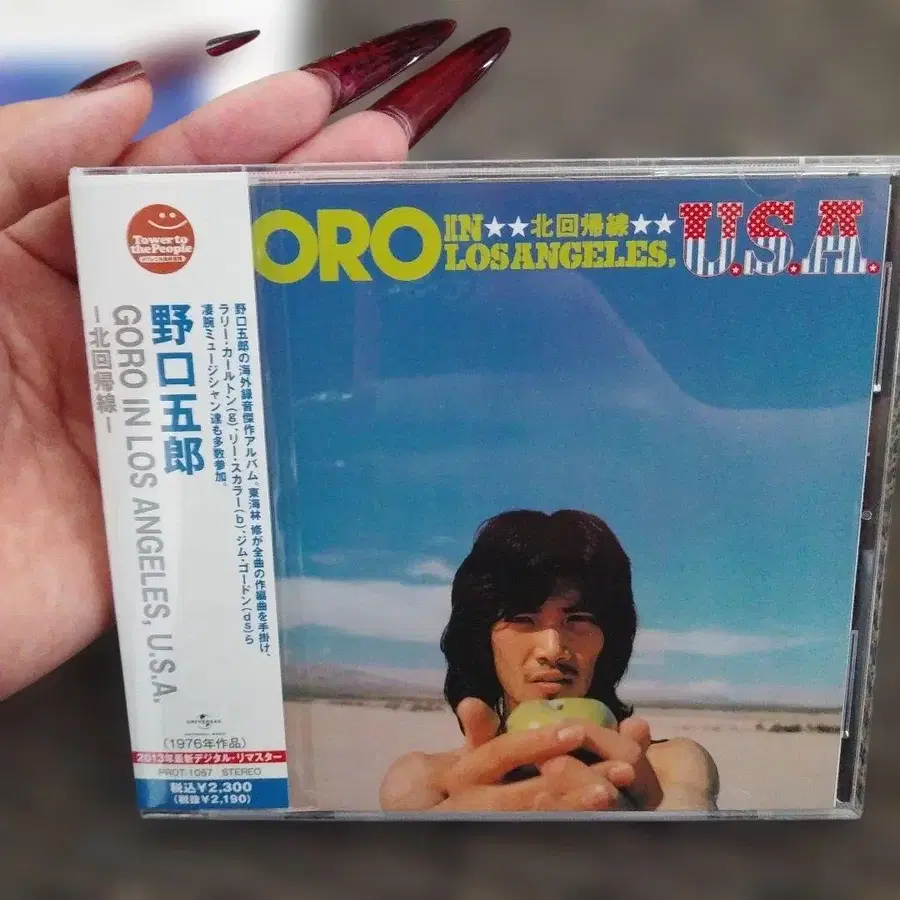 Tower to
the People
野口五郎
GORO IN LOS ANGELES, U.S.A.
ー北回帰線ー
野口五郎の海外録音傑作アルバム。東海林 修が全曲の作編曲を手掛け、
ラリー・カールトン(g)、リー・スカラー(b)、ジム・ゴードン(ds)ら
凄腕ミュージシャン達も多数参加。
UNIVERSAL
(1976年作品)
2013年最新デジタル・リマスター
PROT-1057 STEREO
税込¥2,300
(税抜¥2,190)
ORO IN ★★北回帰線★★ U.S.A.
LOS ANGELES,